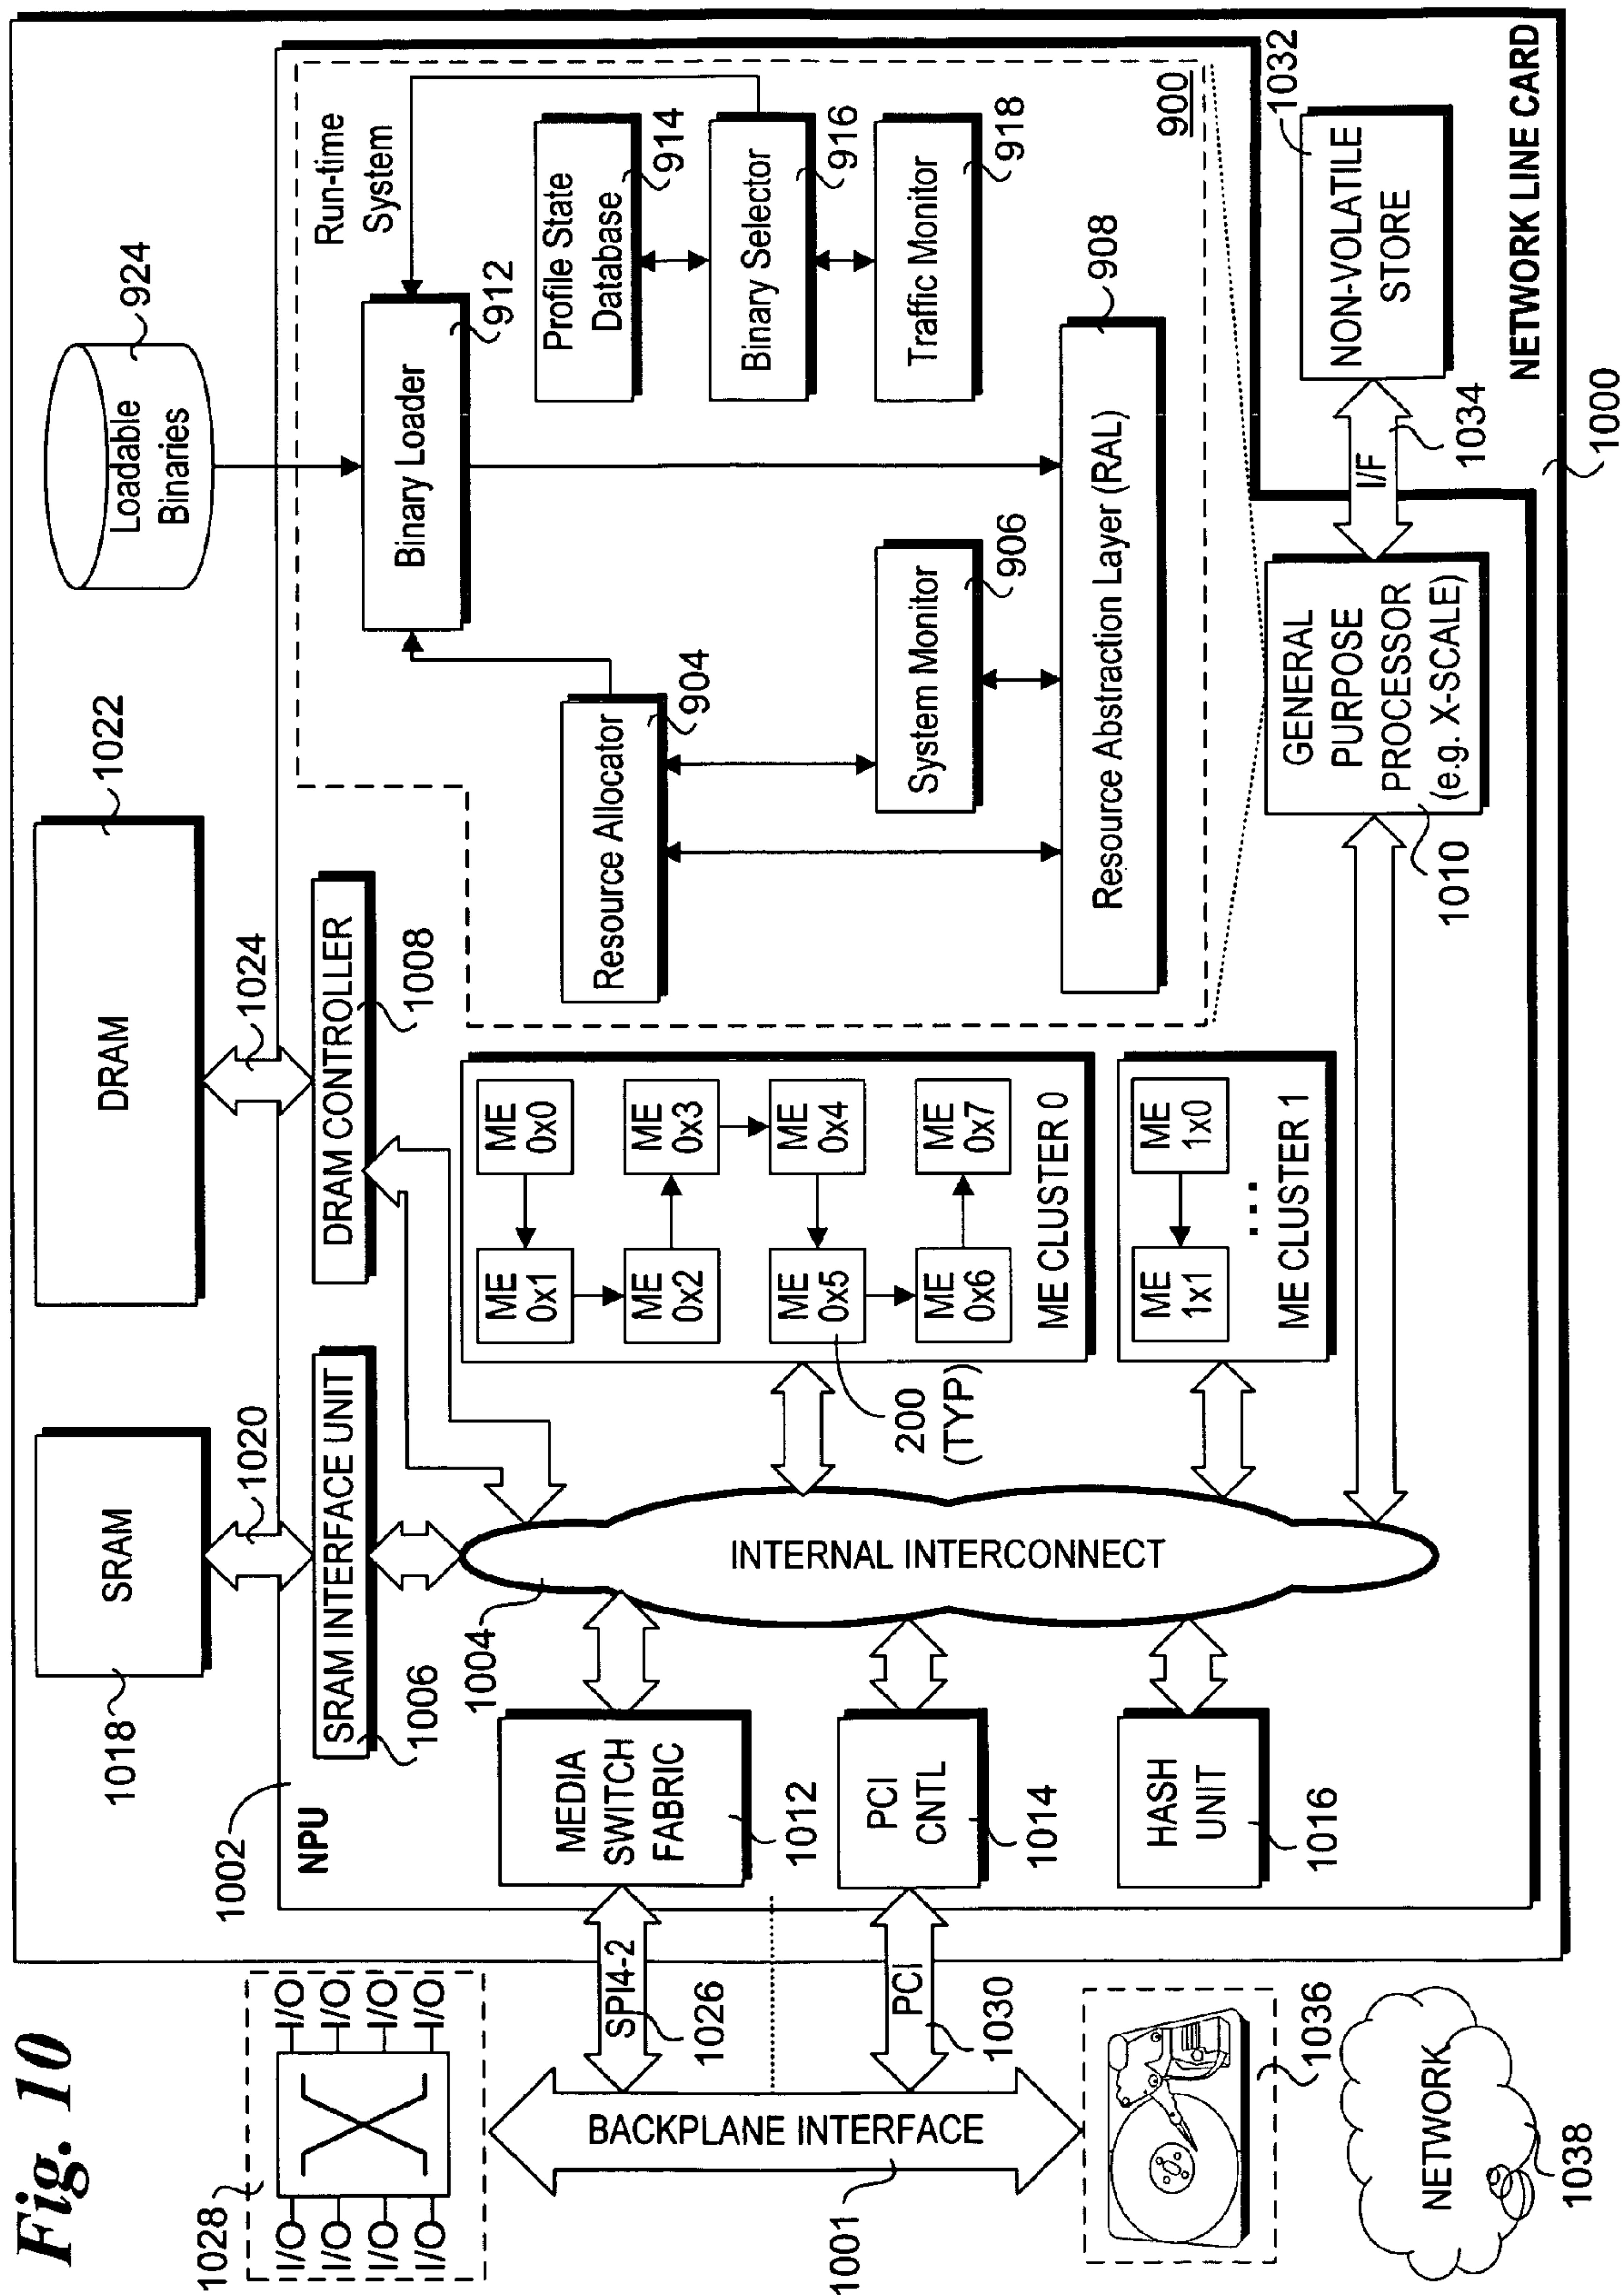 Fig. 10
1028
I/O
I/O
I/O
I/O
I/O
I/O
I/O
I/O
BACKPLANE INTERFACE
1001
SPI4-2
1026
PCI
1030
1036
NETWORK
1038
1002
NPU
1018
SRAM
1020
SRAM INTERFACE UNIT
1006
DRAM
1022
1024
DRAM CONTROLLER
1008
Loadable
Binaries
924
1004
INTERNAL INTERCONNECT
MEDIA
SWITCH
FABRIC
1012
PCI
CNTL
1014
HASH
UNIT
1016
ME
0x0
ME
0x1
ME
0x2
ME
0x3
ME
0x4
ME
0x5
ME
0x6
ME
0x7
ME CLUSTER 0
200
(TYP)
ME
1x0
ME
1x1
...
ME CLUSTER 1
Run-time
System
Binary Loader
912
Resource Allocator
904
Profile State
Database
914
Binary Selector
916
Traffic Monitor
918
System Monitor
906
Resource Abstraction Layer (RAL)
908
900
GENERAL
PURPOSE
PROCESSOR
(e.g. X-SCALE)
1010
I/F
1034
NON-VOLATILE
STORE
1032
NETWORK LINE CARD
1000